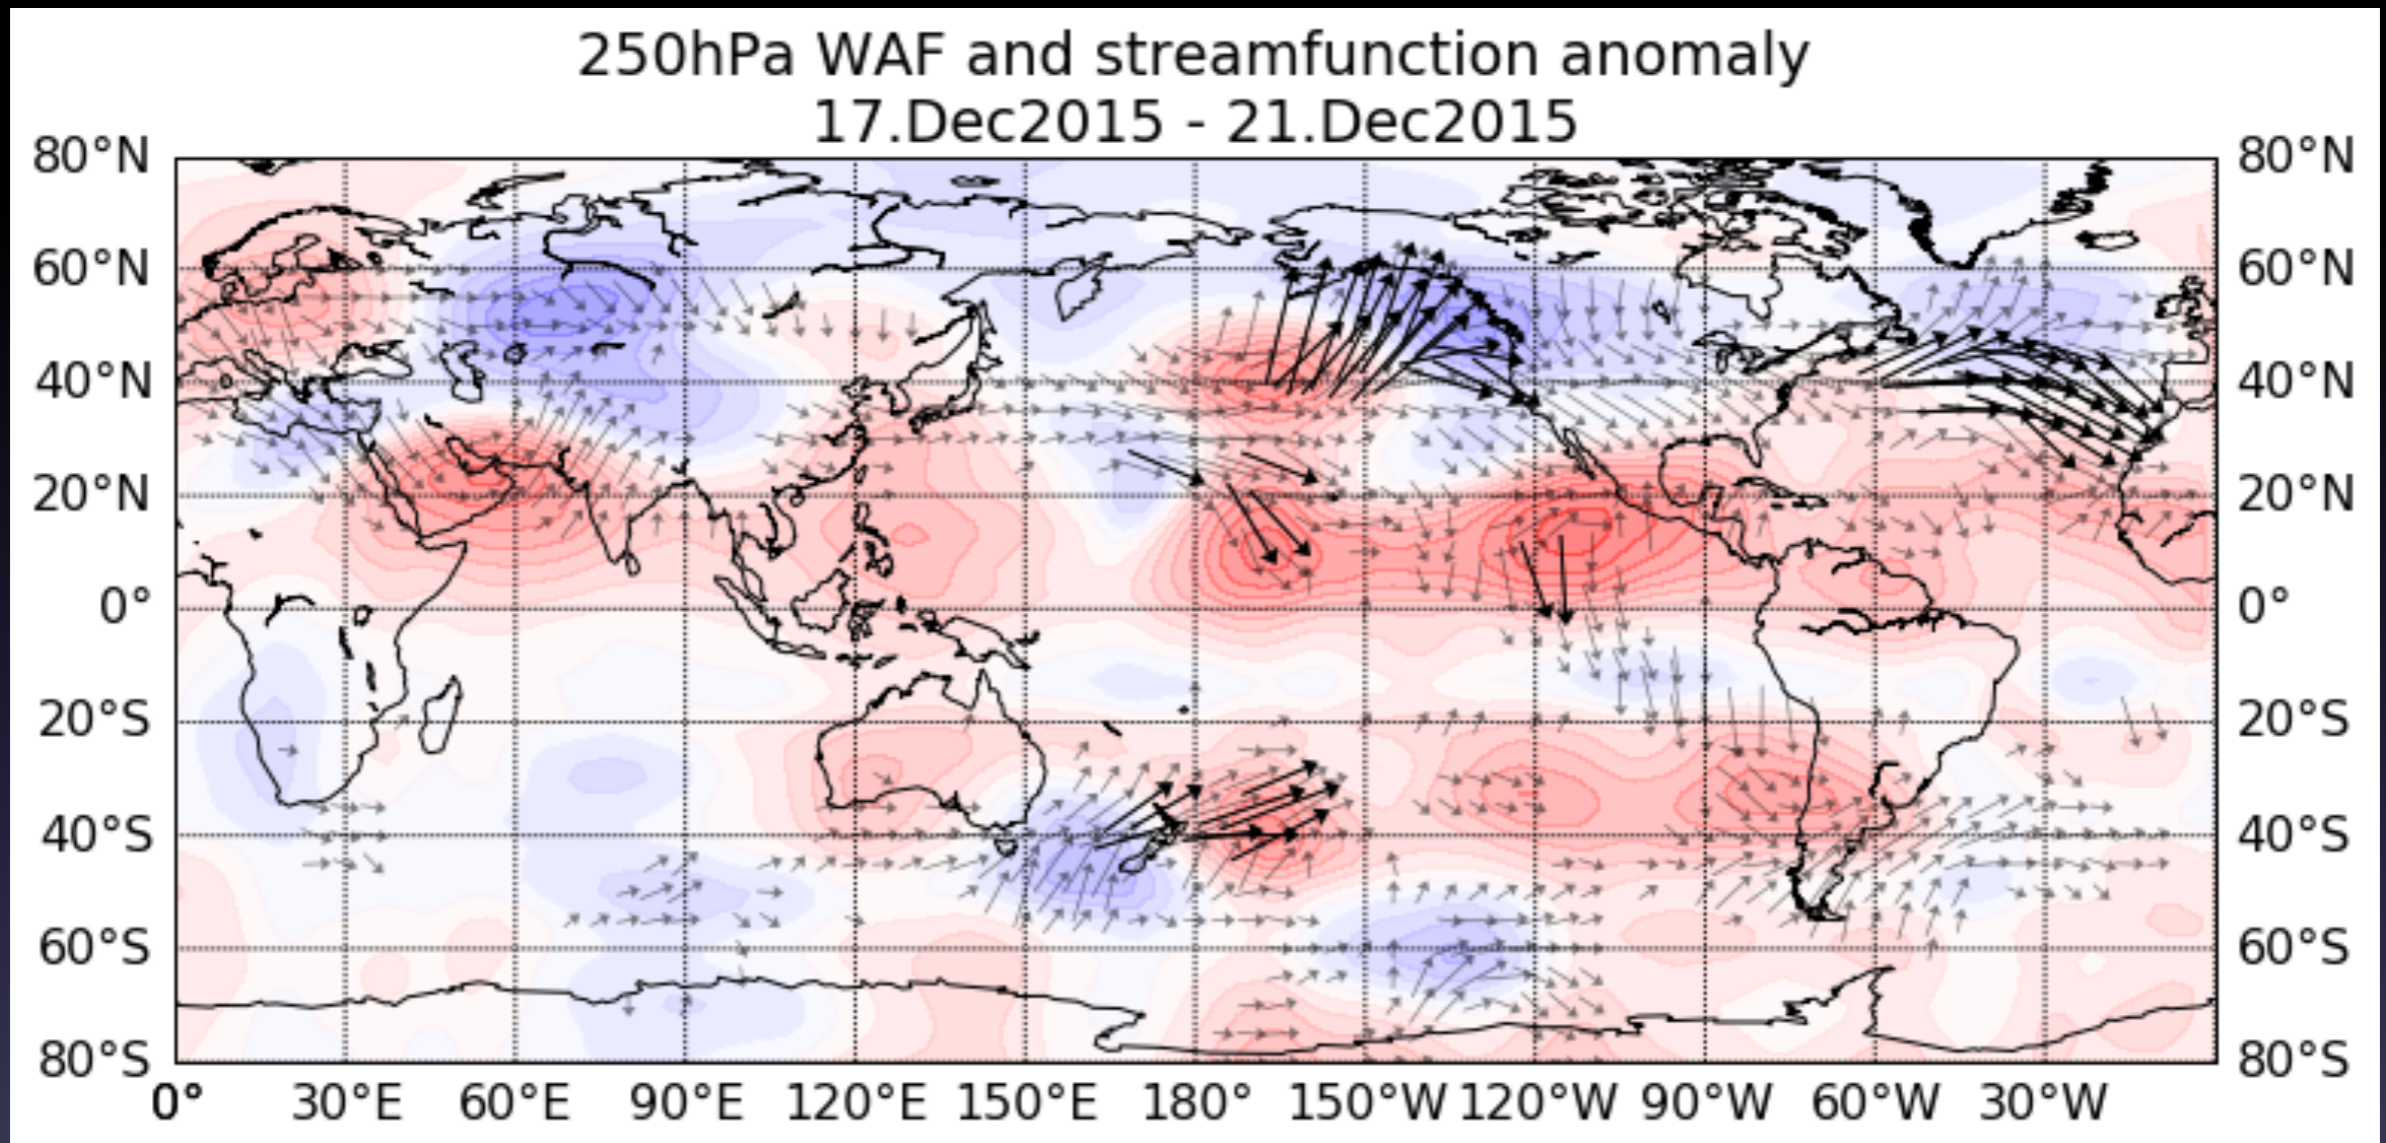 250hPa WAF and streamfunction anomaly
17.Dec2015 - 21.Dec2015
80°N 80°N
60°N 60°N
40°N 40°N
20°N 20°N
0° 0°
20°S 20°S
40°S 40°S
60°S 60°S
80°S 80°S
0° 30°E 60°E 90°E 120°E 150°E 180° 150°W 120°W 90°W 60°W 30°W